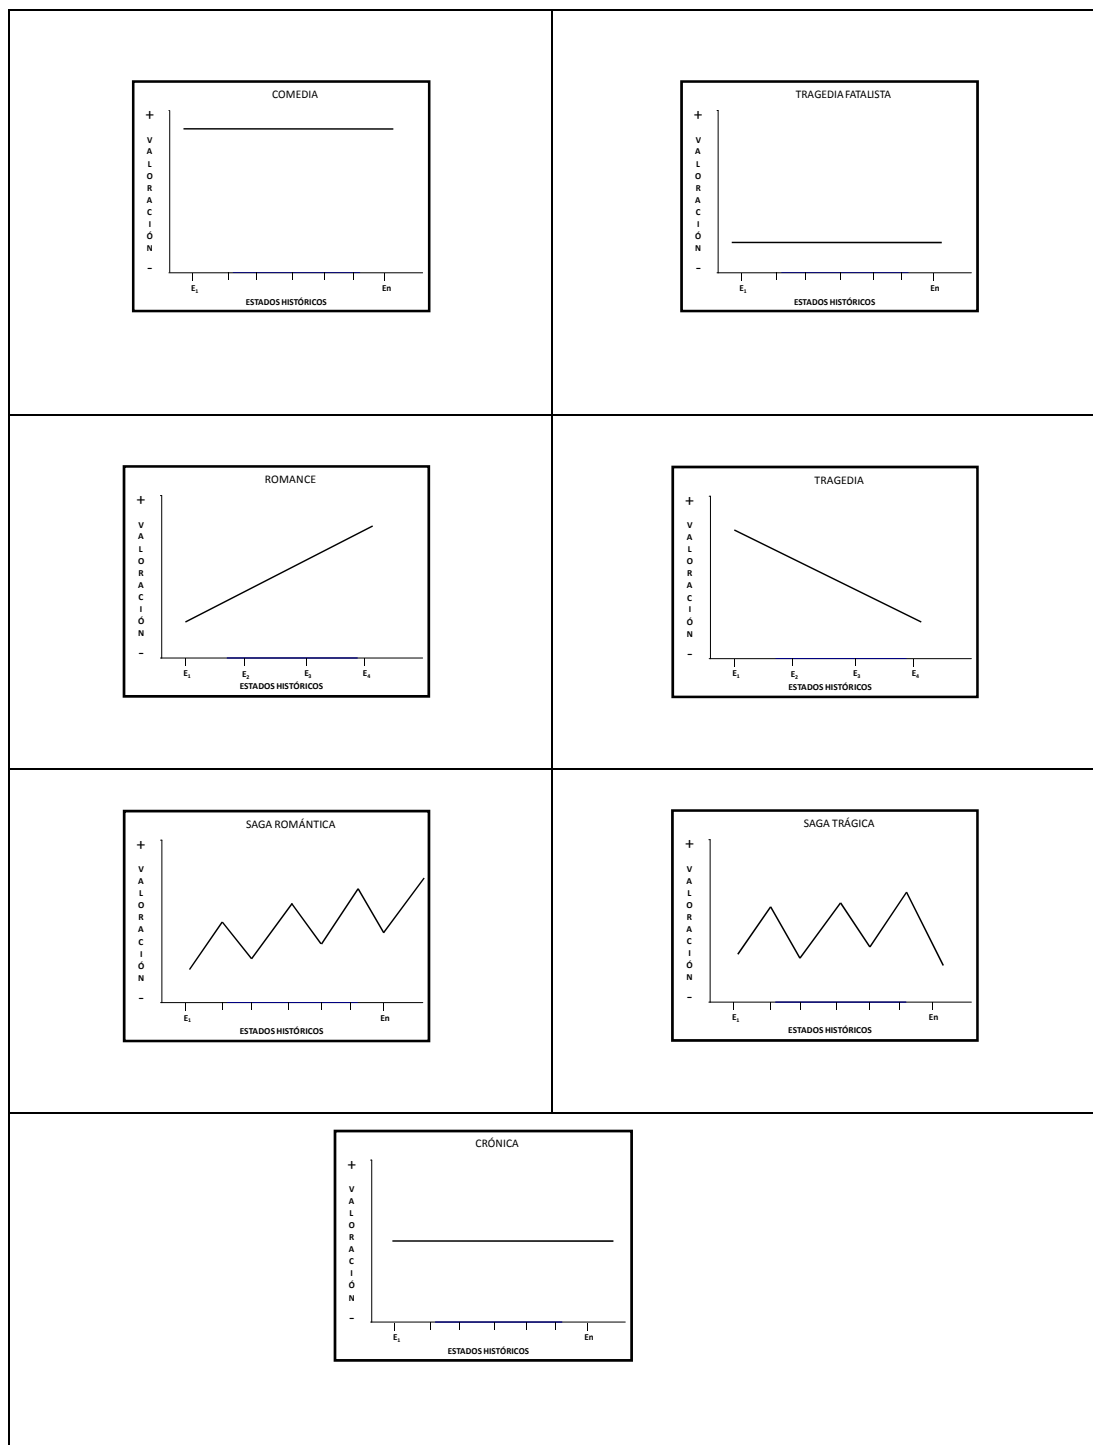 COMEDIA
+
VALORACIÓN
–
E₁ En
ESTADOS HISTÓRICOS
TRAGEDIA FATALISTA
+
VALORACIÓN
–
E₁ En
ESTADOS HISTÓRICOS
ROMANCE
+
VALORACIÓN
–
E₁ E₂ E₃ E₄
ESTADOS HISTÓRICOS
TRAGEDIA
+
VALORACIÓN
–
E₁ E₂ E₃ E₄
ESTADOS HISTÓRICOS
SAGA ROMÁNTICA
+
VALORACIÓN
–
E₁ En
ESTADOS HISTÓRICOS
SAGA TRÁGICA
+
VALORACIÓN
–
E₁ En
ESTADOS HISTÓRICOS
CRÓNICA
+
VALORACIÓN
–
E₁ En
ESTADOS HISTÓRICOS